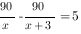 90/x - 90/(x+3) = 5